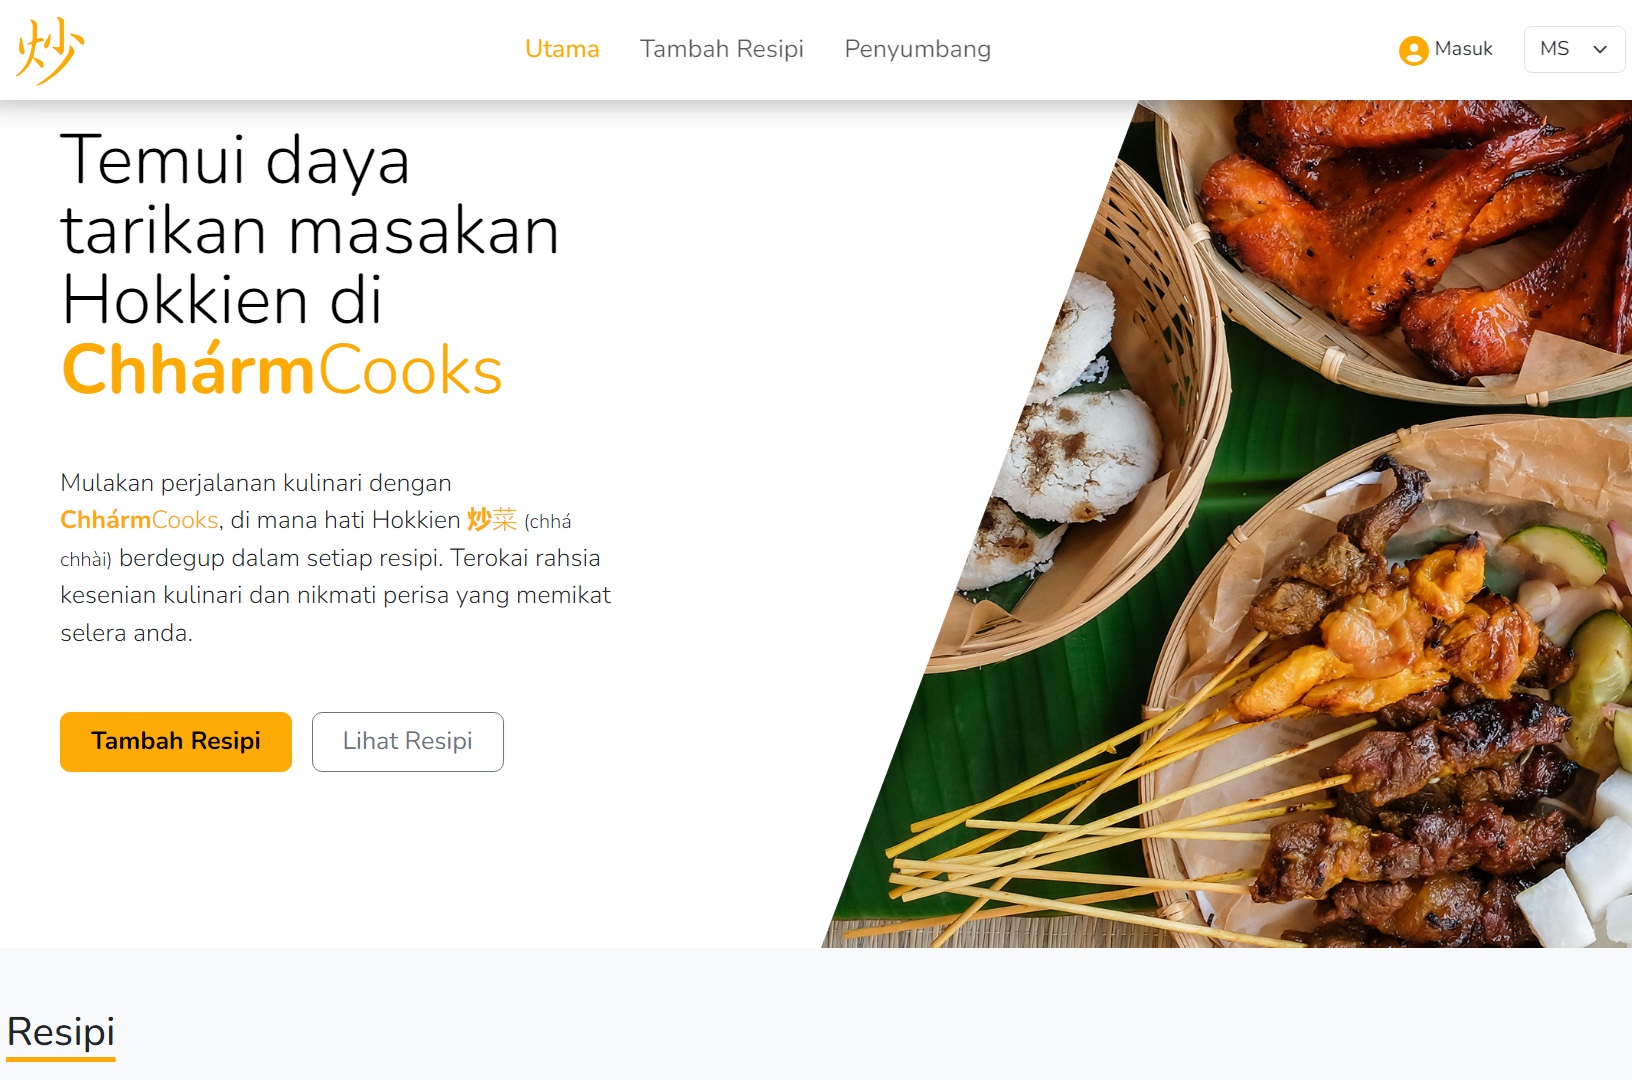 炒
Utama
Tambah Resipi
Penyumbang
Masuk
MS
Temui daya
tarikan masakan
Hokkien di
ChhármCooks
Mulakan perjalanan kulinari dengan
ChhármCooks, di mana hati Hokkien 炒菜 (chhá
chhài) berdegup dalam setiap resipi. Terokai rahsia
kesenian kulinari dan nikmati perisa yang memikat
selera anda.
Tambah Resipi
Lihat Resipi
Resipi